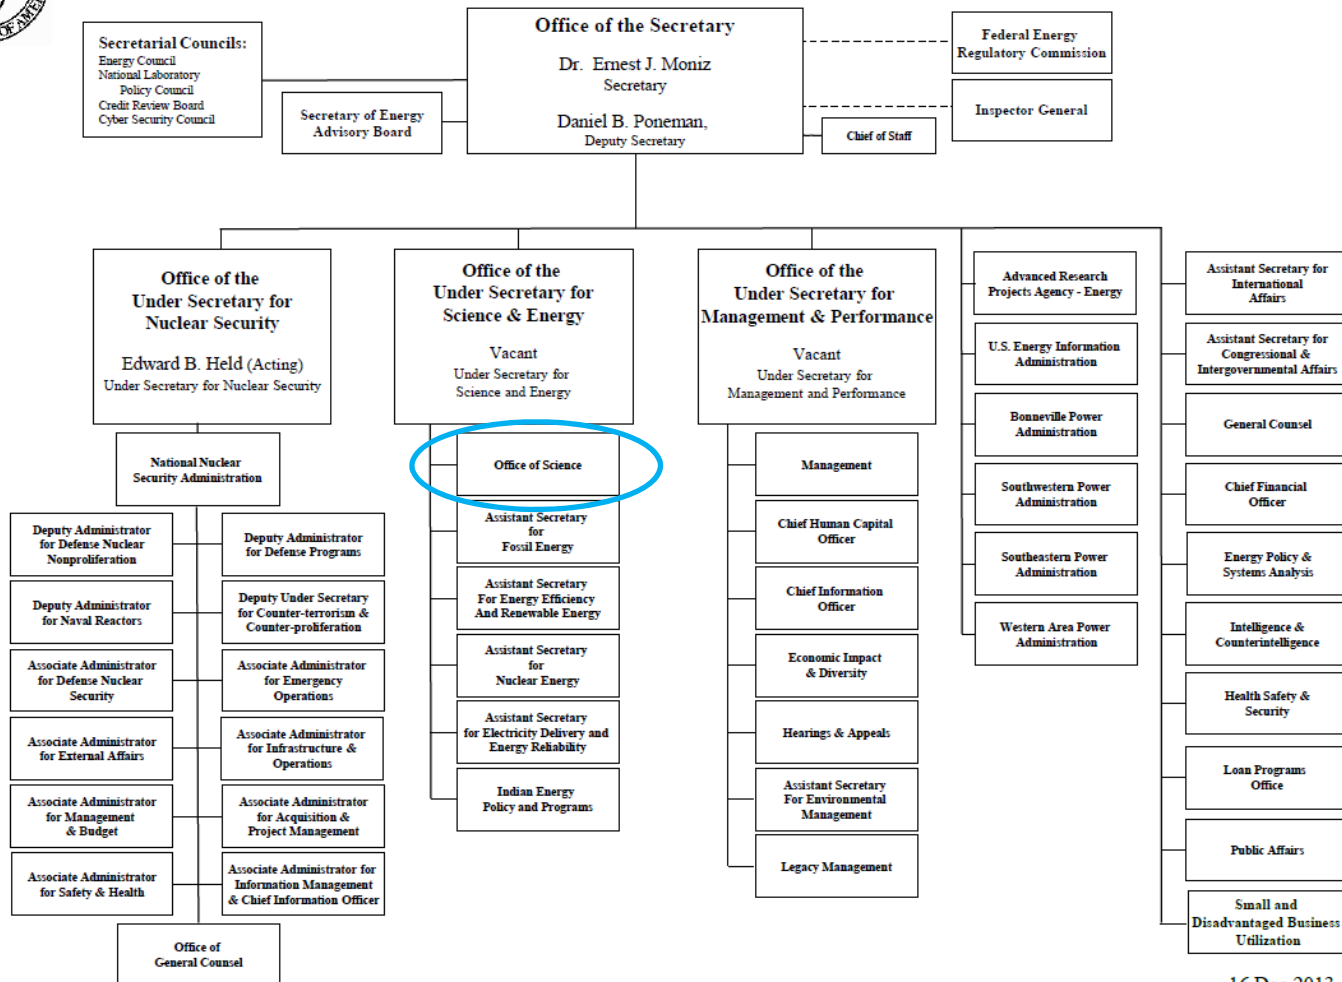 OF AME
Secretarial Councils:
Energy Council
National Laboratory
Policy Council
Credit Review Board
Cyber Security Council
Secretary of Energy
Advisory Board
Office of the Secretary
Dr. Ernest J. Moniz
Secretary
Daniel B. Poneman,
Deputy Secretary
Chief of Staff
Federal Energy
Regulatory Commission
Inspector General
Office of the
Under Secretary for
Nuclear Security
Edward B. Held (Acting)
Under Secretary for Nuclear Security
National Nuclear
Security Administration
Deputy Administrator
for Defense Nuclear
Nonproliferation
Deputy Administrator
for Defense Programs
Deputy Administrator
for Naval Reactors
Deputy Under Secretary
for Counter-terrorism &
Counter-proliferation
Associate Administrator
for Defense Nuclear
Security
Associate Administrator
for Emergency
Operations
Associate Administrator
for External Affairs
Associate Administrator
for Infrastructure &
Operations
Associate Administrator
for Management
& Budget
Associate Administrator
for Acquisition &
Project Management
Associate Administrator
for Safety & Health
Associate Administrator for
Information Management
& Chief Information Officer
Office of
General Counsel
Office of the
Under Secretary for
Science & Energy
Vacant
Under Secretary for
Science and Energy
Office of Science
Assistant Secretary
for
Fossil Energy
Assistant Secretary
For Energy Efficiency
And Renewable Energy
Assistant Secretary
for
Nuclear Energy
Assistant Secretary
for Electricity Delivery and
Energy Reliability
Indian Energy
Policy and Programs
Office of the
Under Secretary for
Management & Performance
Vacant
Under Secretary for
Management and Performance
Management
Chief Human Capital
Officer
Chief Information
Officer
Economic Impact
& Diversity
Hearings & Appeals
Assistant Secretary
For Environmental
Management
Legacy Management
Advanced Research
Projects Agency - Energy
U.S. Energy Information
Administration
Bonneville Power
Administration
Southwestern Power
Administration
Southeastern Power
Administration
Western Area Power
Administration
Assistant Secretary for
International
Affairs
Assistant Secretary for
Congressional &
Intergovernmental Affairs
General Counsel
Chief Financial
Officer
Energy Policy &
Systems Analysis
Intelligence &
Counterintelligence
Health Safety &
Security
Loan Programs
Office
Public Affairs
Small and
Disadvantaged Business
Utilization
16 Dec 2013